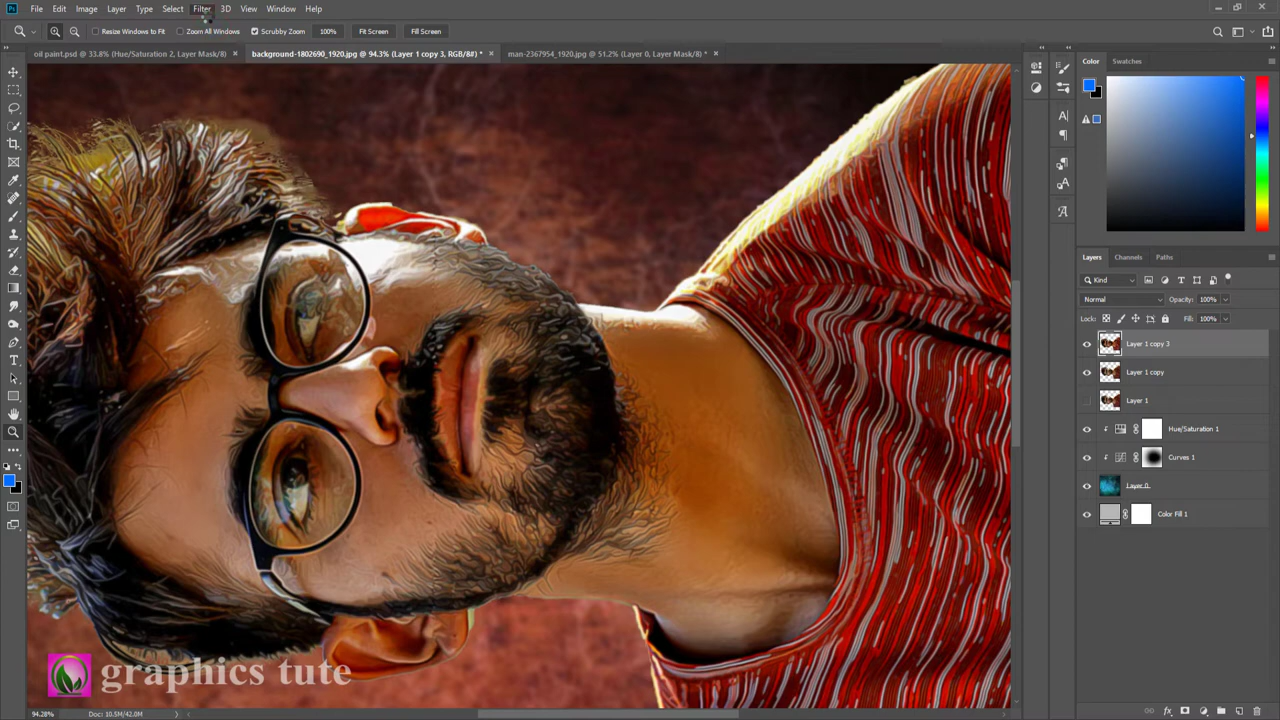 Ps File Edit Image Layer Type Select Filter 3D View Window Help
Resize Windows to Fit Zoom All Windows Scrubby Zoom 100% Fit Screen Fill Screen
oil paint.psd @ 33.8% (Hue/Saturation 2, Layer Mask/8) × background-1802690_1920.jpg @ 94.3% (Layer 1 copy 3, RGB/8#) * × man-2367954_1920.jpg @ 51.2% (Layer 0, Layer Mask/8) * ×
Color Swatches
Layers Channels Paths
Kind
Normal Opacity: 100%
Lock: Fill: 100%
Layer 1 copy 3
Layer 1 copy
Layer 1
Hue/Saturation 1
Curves 1
Layer 0
Color Fill 1
graphics tute
94.28% Doc: 10.5M/42.0M